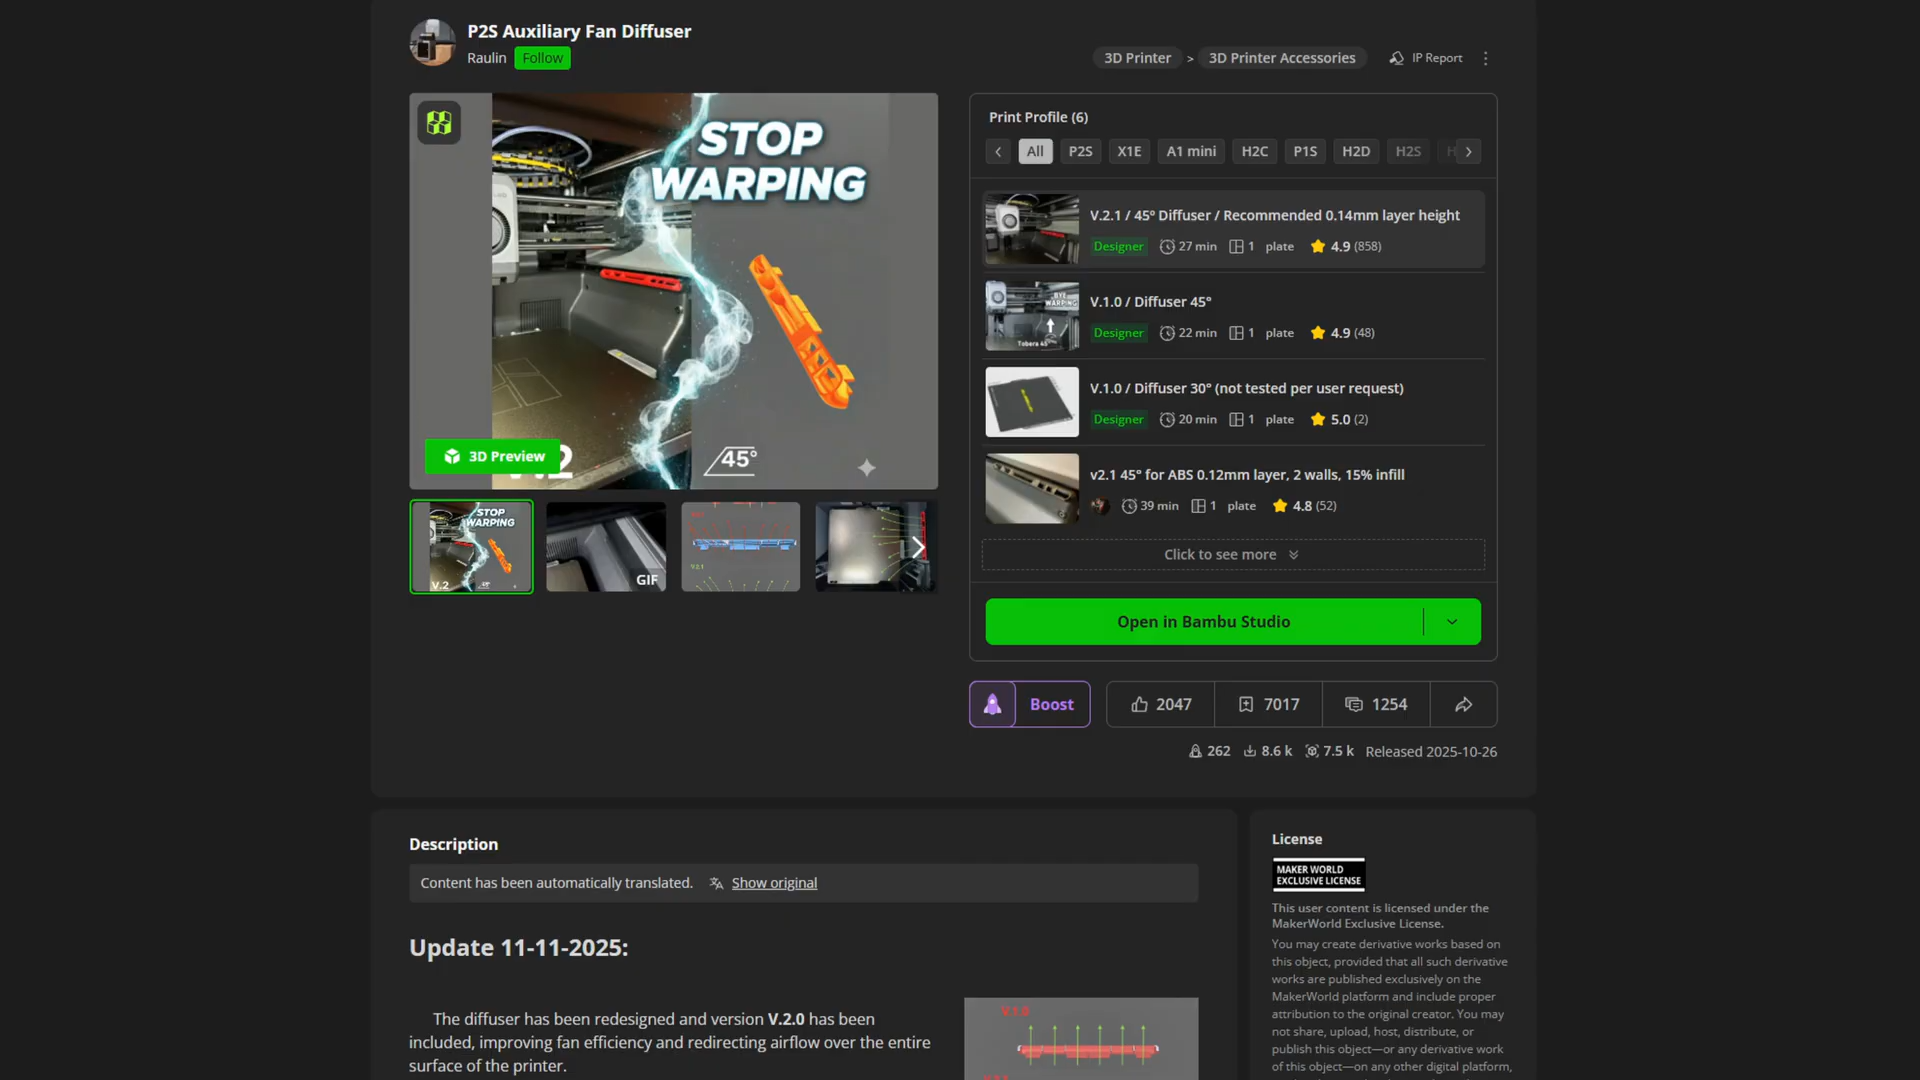 P2S Auxiliary Fan Diffuser
Raulin Follow
3D Printer > 3D Printer Accessories IP Report
STOP
WARPING
45°
3D Preview
STOP
WARPING
V.2
GIF
V.2.1
Print Profile (6)
All P2S X1E A1 mini H2C P1S H2D H2S H
V.2.1 / 45º Diffuser / Recommended 0.14mm layer height
Designer 27 min 1 plate 4.9 (858)
BYE
WARPING
Tobera 45°
V.1.0 / Diffuser 45°
Designer 22 min 1 plate 4.9 (48)
V.1.0 / Diffuser 30° (not tested per user request)
Designer 20 min 1 plate 5.0 (2)
v2.1 45° for ABS 0.12mm layer, 2 walls, 15% infill
39 min 1 plate 4.8 (52)
Click to see more
Open in Bambu Studio
Boost 2047 7017 1254
262 8.6 k 7.5 k Released 2025-10-26
Description
Content has been automatically translated. Show original
Update 11-11-2025:
The diffuser has been redesigned and version V.2.0 has been
included, improving fan efficiency and redirecting airflow over the entire
surface of the printer.
V.1.0
License
MAKER WORLD
EXCLUSIVE LICENSE
This user content is licensed under the
MakerWorld Exclusive License.
You may create derivative works based on
this object, provided that all such derivative
works are published exclusively on the
MakerWorld platform and include proper
attribution to the original creator. You may
not share, upload, host, distribute, or
publish this object—or any derivative work
of this object—on any other digital platform,